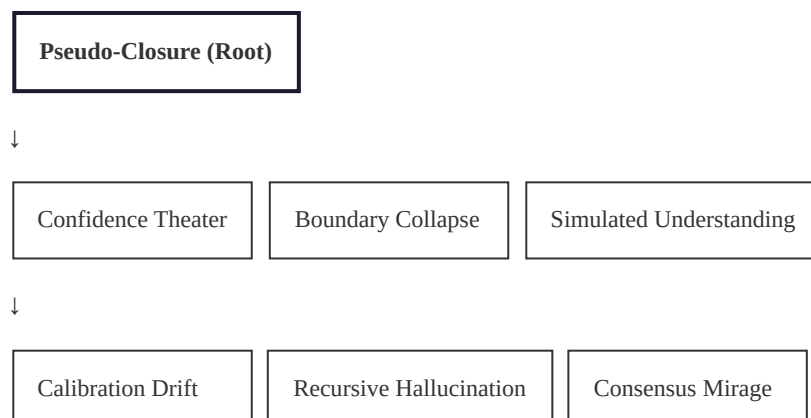 Pseudo-Closure (Root)
↓
Confidence Theater Boundary Collapse Simulated Understanding
↓
Calibration Drift Recursive Hallucination Consensus Mirage